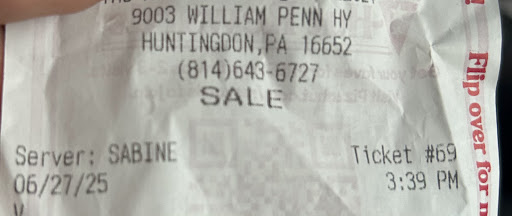 9003 WILLIAM PENN HY
HUNTINGDON,PA 16652
(814)643-6727
SALE
Server: SABINE Ticket #69
06/27/25 3:39 PM
Flip over for